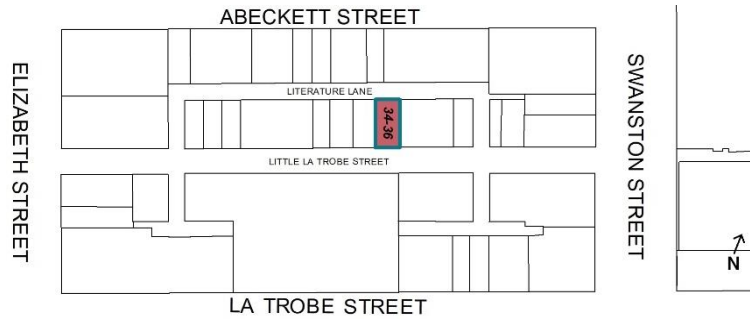 ABECKETT STREET
ELIZABETH STREET
LITERATURE LANE
34-36
SWANSTON STREET
LITTLE LA TROBE STREET
N
LA TROBE STREET